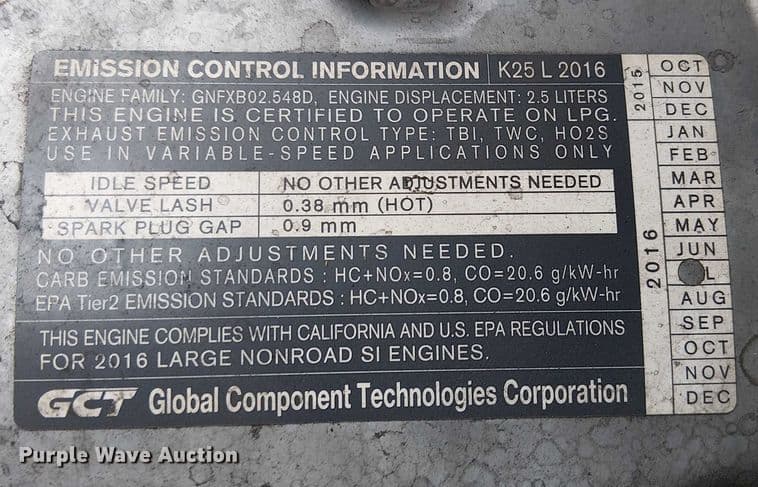 EMISSION CONTROL INFORMATION K25 L 2016
ENGINE FAMILY: GNFXB02.548D, ENGINE DISPLACEMENT: 2.5 LITERS
THIS ENGINE IS CERTIFIED TO OPERATE ON LPG.
EXHAUST EMISSION CONTROL TYPE: TBI, TWC, HO2S
USE IN VARIABLE-SPEED APPLICATIONS ONLY
IDLE SPEED NO OTHER ADJUSTMENTS NEEDED
VALVE LASH 0.38 mm (HOT)
SPARK PLUG GAP 0.9 mm
NO OTHER ADJUSTMENTS NEEDED.
CARB EMISSION STANDARDS : HC+NOx=0.8, CO=20.6 g/kW-hr
EPA Tier2 EMISSION STANDARDS : HC+NOx=0.8, CO=20.6 g/kW-hr
THIS ENGINE COMPLIES WITH CALIFORNIA AND U.S. EPA REGULATIONS
FOR 2016 LARGE NONROAD SI ENGINES.
GCT Global Component Technologies Corporation
2015
OCT
NOV
DEC
2016
JAN
FEB
MAR
APR
MAY
JUN
L
AUG
SEP
OCT
NOV
DEC
Purple Wave Auction